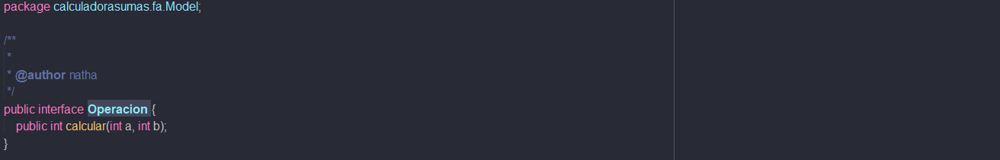 package calculadorasumas.fa.Model;
/**
*
* @author natha
*/
public interface Operacion {
public int calcular(int a, int b);
}